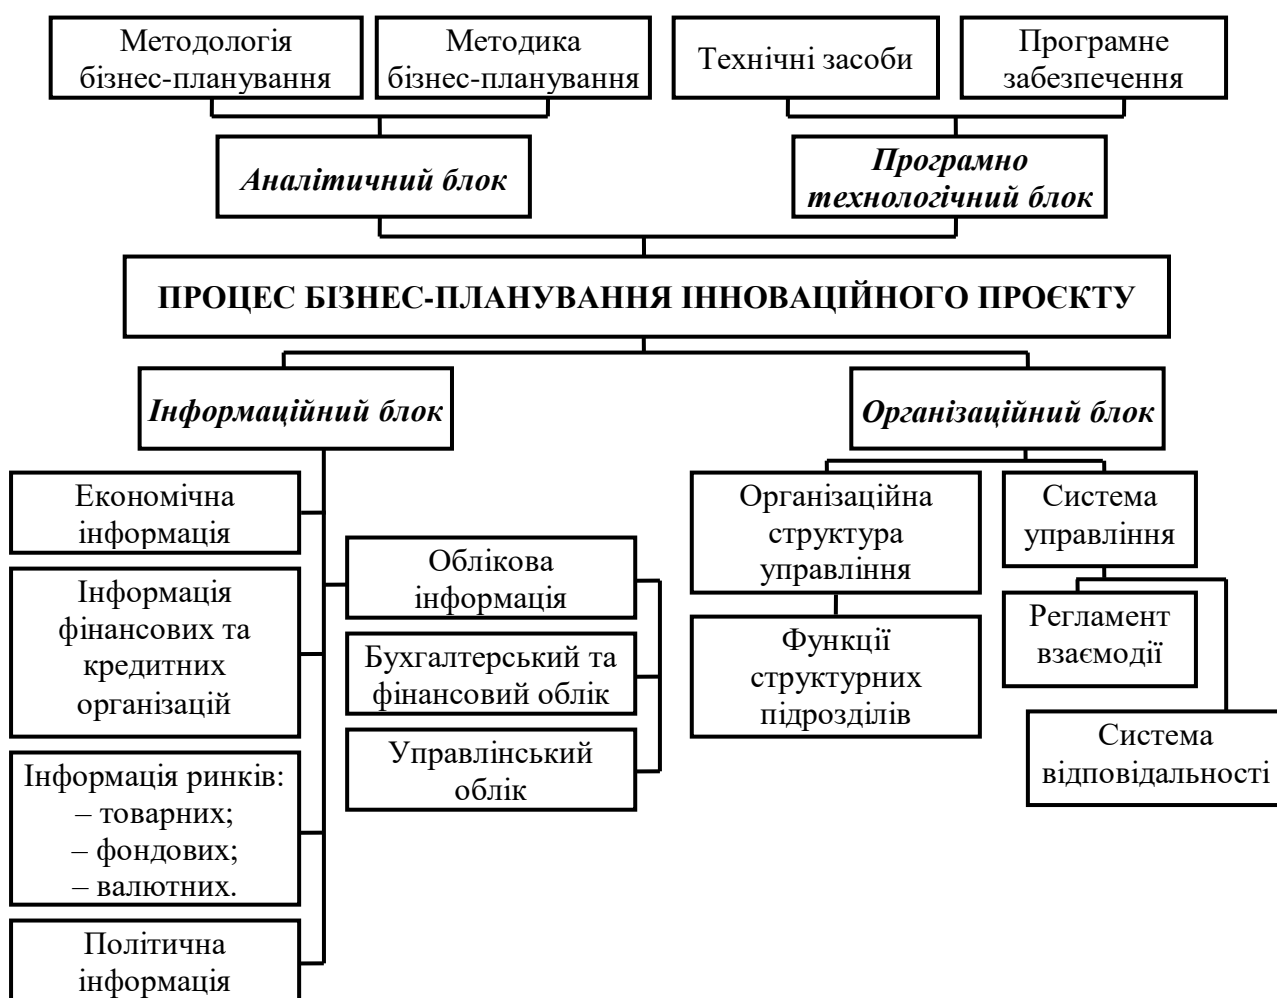 Методологія
бізнес-планування
Методика
бізнес-планування
Технічні засоби
Програмне
забезпечення
Аналітичний блок
Програмно
технологічний блок
ПРОЦЕС БІЗНЕС-ПЛАНУВАННЯ ІННОВАЦІЙНОГО ПРОЄКТУ
Інформаційний блок
Організаційний блок
Економічна
інформація
Інформація
фінансових та
кредитних
організацій
Інформація ринків:
– товарних;
– фондових;
– валютних.
Політична
інформація
Облікова
інформація
Бухгалтерський та
фінансовий облік
Управлінський
облік
Організаційна
структура
управління
Функції
структурних
підрозділів
Система
управління
Регламент
взаємодії
Система
відповідальності